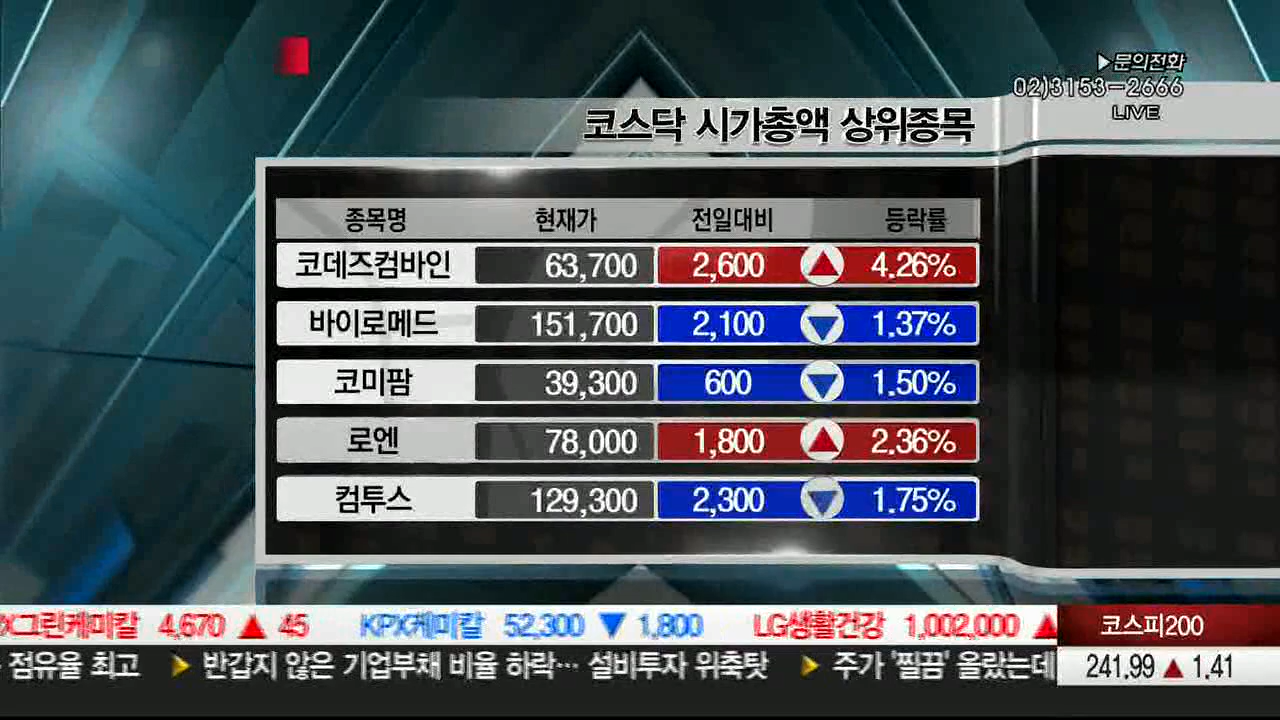 ▶문의전화
02)3153-2666
LIVE
코스닥 시가총액 상위종목
종목명 현재가 전일대비 등락률
코데즈컴바인 63,700 2,600 ▲ 4.26%
바이로메드 151,700 2,100 ▼ 1.37%
코미팜 39,300 600 ▼ 1.50%
로엔 78,000 1,800 ▲ 2.36%
컴투스 129,300 2,300 ▼ 1.75%
X그린케미칼 4,670 ▲ 45 KPX케미칼 52,300 ▼ 1,800 LG생활건강 1,002,000 ▲
코스피200
점유율 최고 ▶ 반갑지 않은 기업부채 비율 하락… 설비투자 위축탓 ▶ 주가 '찔끔' 올랐는데
241.99 ▲ 1.41